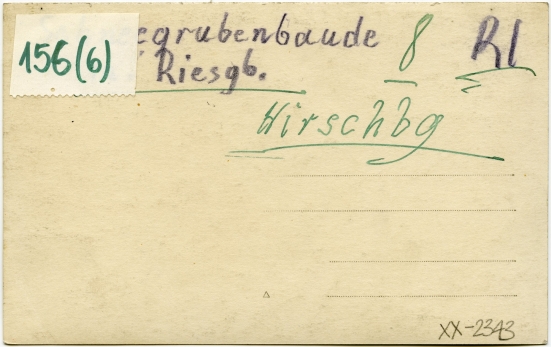 156(6) egrubenbaude 8 Rl
Riesgb.
Hirschbg
XX-2343